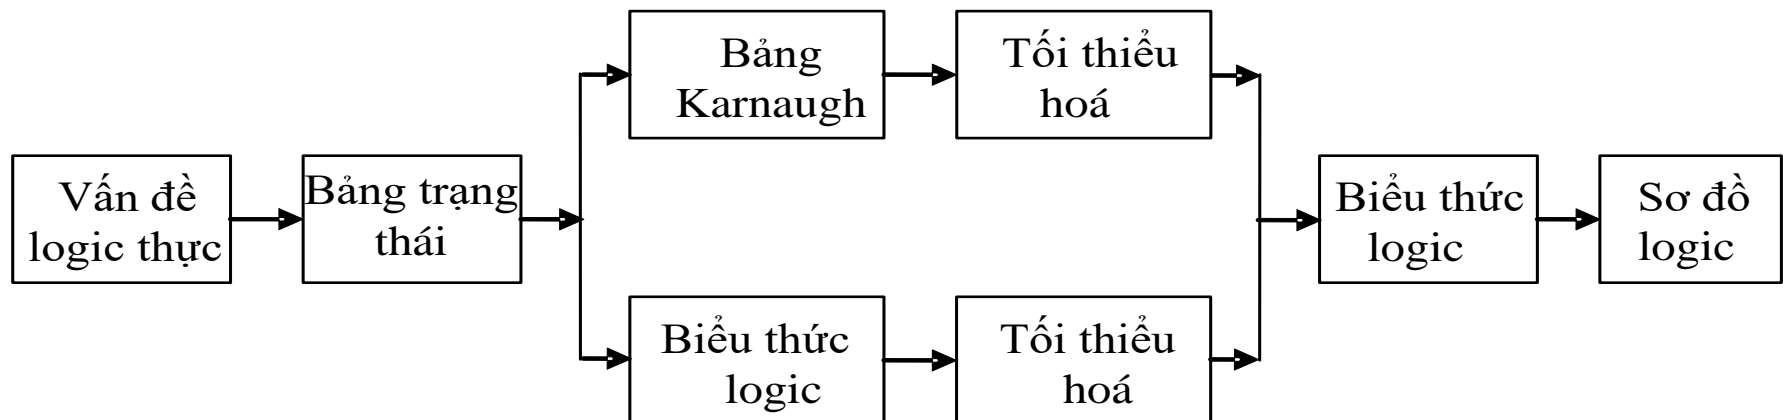 Vấn đề
logic thực
Bảng trạng
thái
Bảng
Karnaugh
Tối thiểu
hoá
Biểu thức
logic
Tối thiểu
hoá
Biểu thức
logic
Sơ đồ
logic